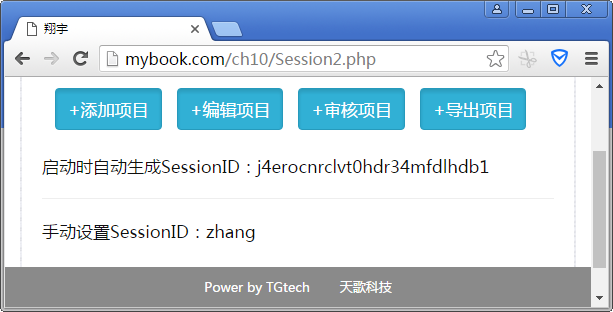 翔宇
mybook.com/ch10/Session2.php
+添加项目 +编辑项目 +审核项目 +导出项目
启动时自动生成SessionID：j4erocnrclvt0hdr34mfdlhdb1
手动设置SessionID：zhang
Power by TGtech 天歌科技